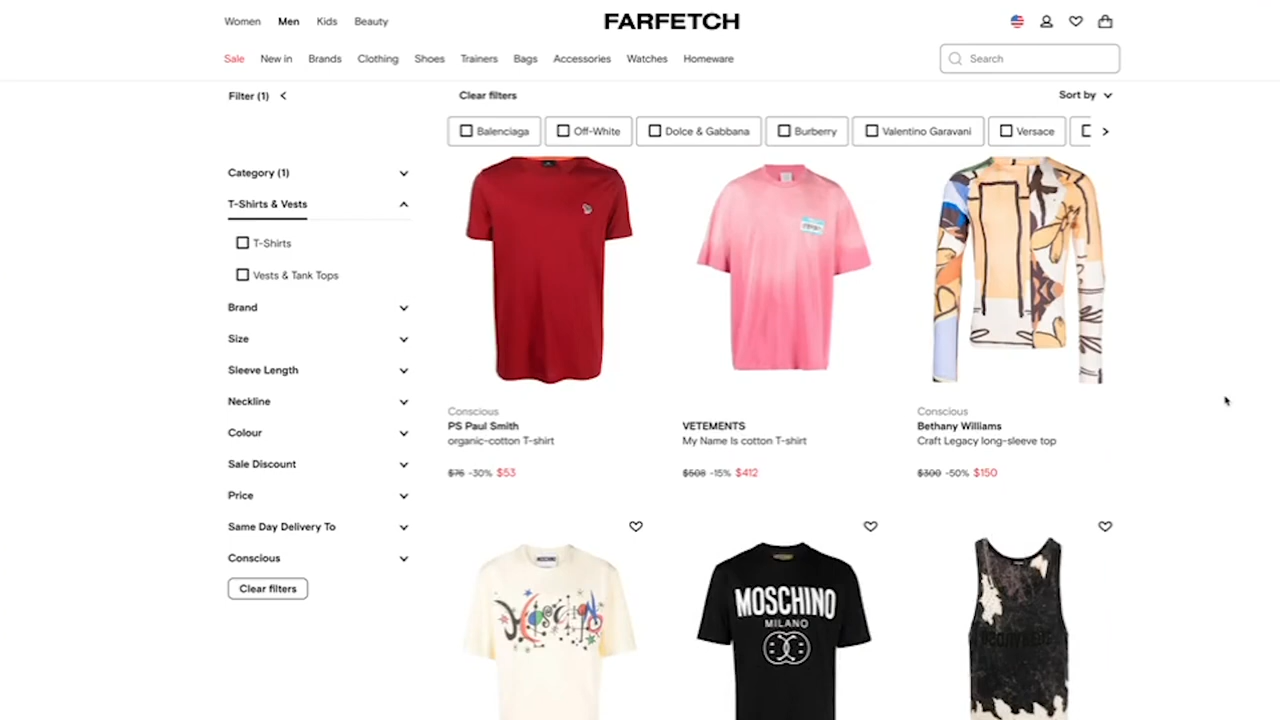 Women Men Kids Beauty FARFETCH
Sale New in Brands Clothing Shoes Trainers Bags Accessories Watches Homeware Search
Filter (1) Clear filters Sort by
Balenciaga Off-White Dolce & Gabbana Burberry Valentino Garavani Versace
Category (1)
T-Shirts & Vests
T-Shirts
Vests & Tank Tops
Brand
Size
Sleeve Length
Neckline
Colour
Sale Discount
Price
Same Day Delivery To
Conscious
Clear filters
Conscious
PS Paul Smith
organic-cotton T-shirt
$76 -30% $53
VETEMENTS
My Name Is cotton T-shirt
$508 -15% $412
Conscious
Bethany Williams
Craft Legacy long-sleeve top
$300 -50% $150
MOSCHINO
MILANO